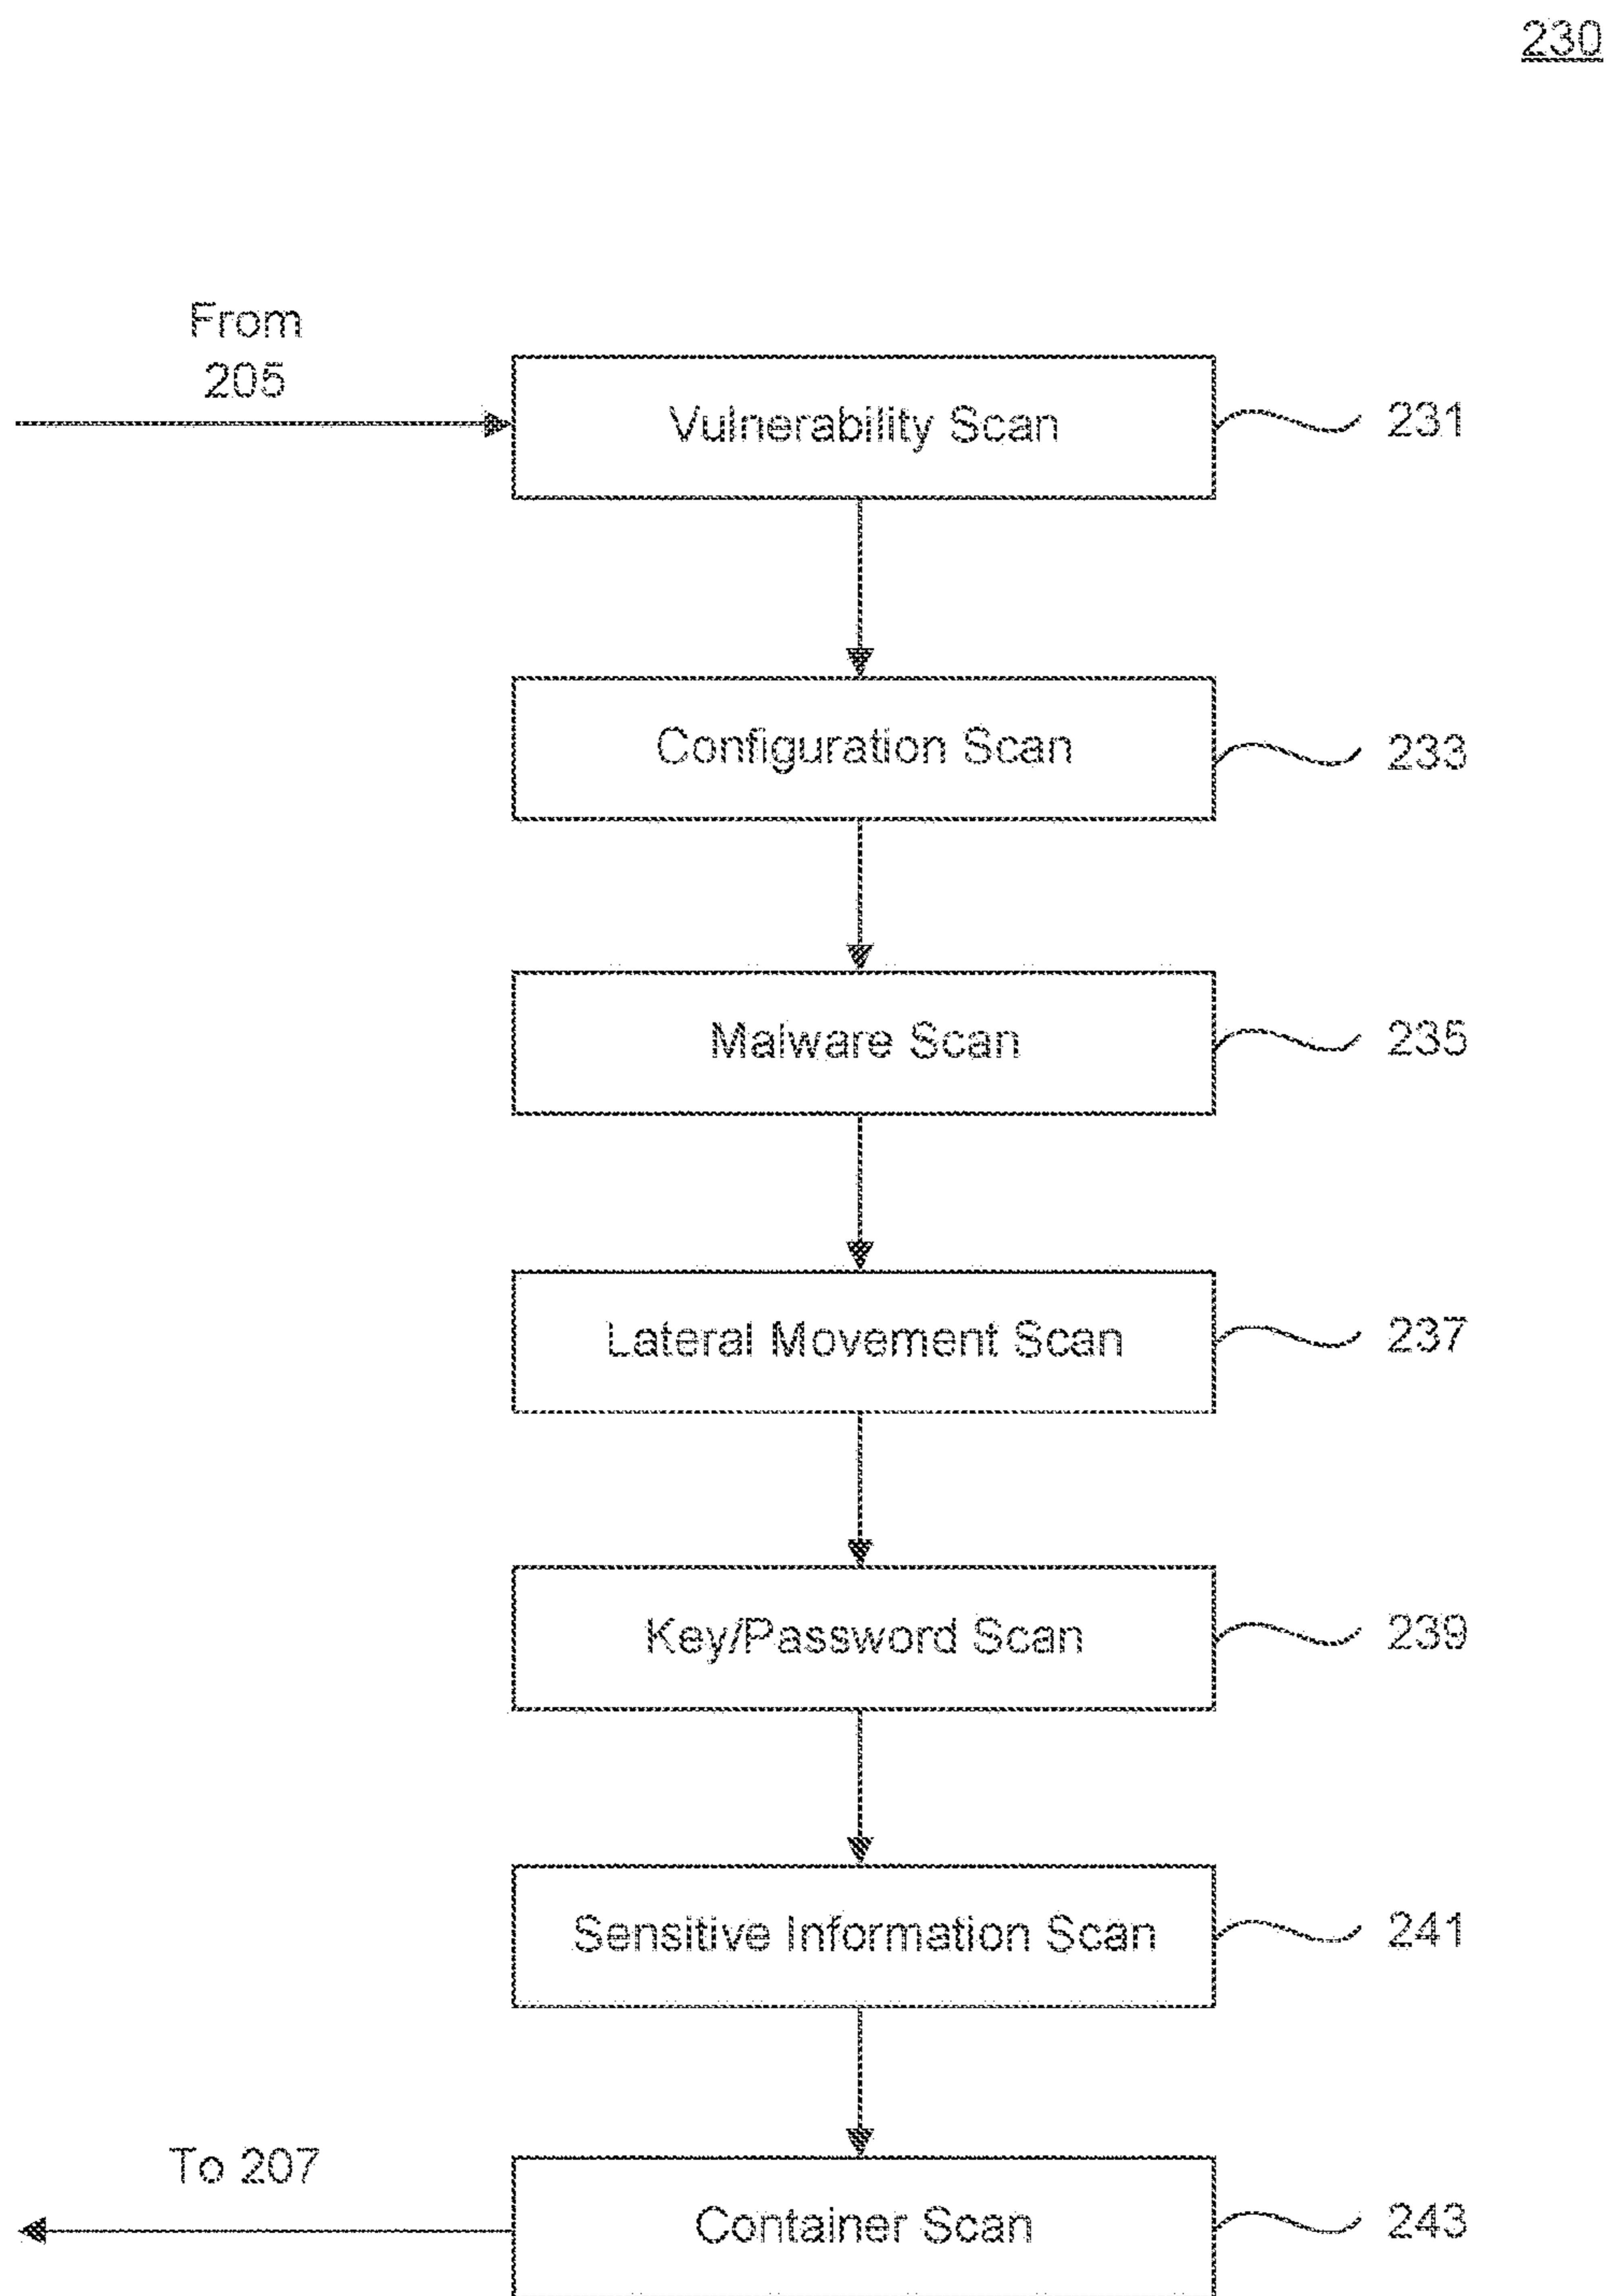 230
From
205
Vulnerability Scan
231
Configuration Scan
233
Malware Scan
235
Lateral Movement Scan
237
Key/Password Scan
239
Sensitive Information Scan
241
To 207
Container Scan
243